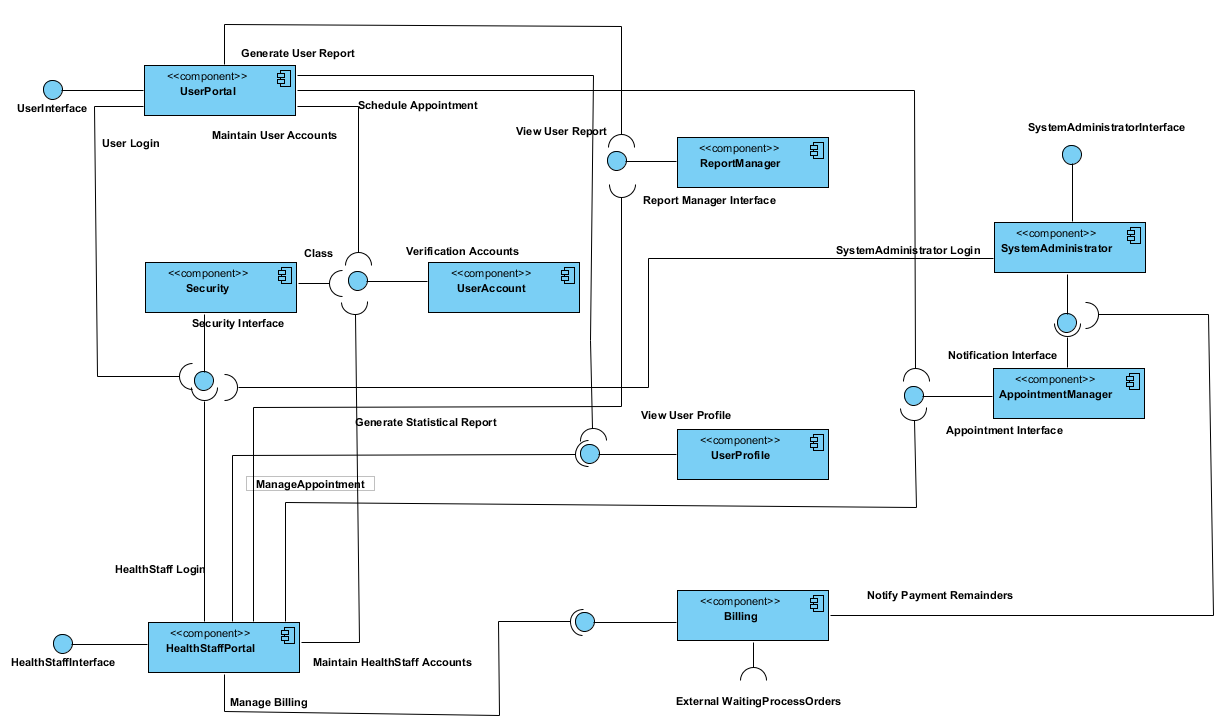 Generate User Report
<<component>>
UserPortal
UserInterface
Schedule Appointment
User Login
Maintain User Accounts
View User Report
SystemAdministratorInterface
<<component>>
ReportManager
Report Manager Interface
<<component>>
SystemAdministrator
SystemAdministrator Login
Class
Verification Accounts
<<component>>
Security
<<component>>
UserAccount
Security Interface
Notification Interface
<<component>>
AppointmentManager
Appointment Interface
View User Profile
Generate Statistical Report
<<component>>
UserProfile
ManageAppointment
HealthStaff Login
<<component>>
Billing
Notify Payment Remainders
<<component>>
HealthStaffPortal
HealthStaffInterface
Maintain HealthStaff Accounts
Manage Billing
External WaitingProcessOrders